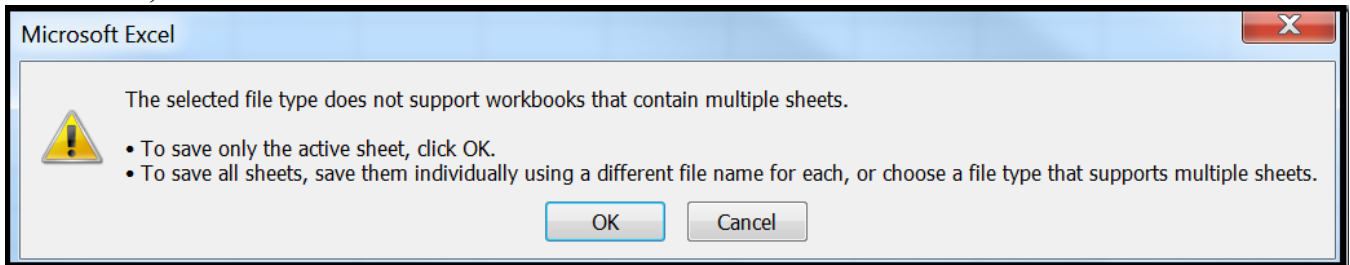 Microsoft Excel
X
The selected file type does not support workbooks that contain multiple sheets.
• To save only the active sheet, click OK.
• To save all sheets, save them individually using a different file name for each, or choose a file type that supports multiple sheets.
OK Cancel